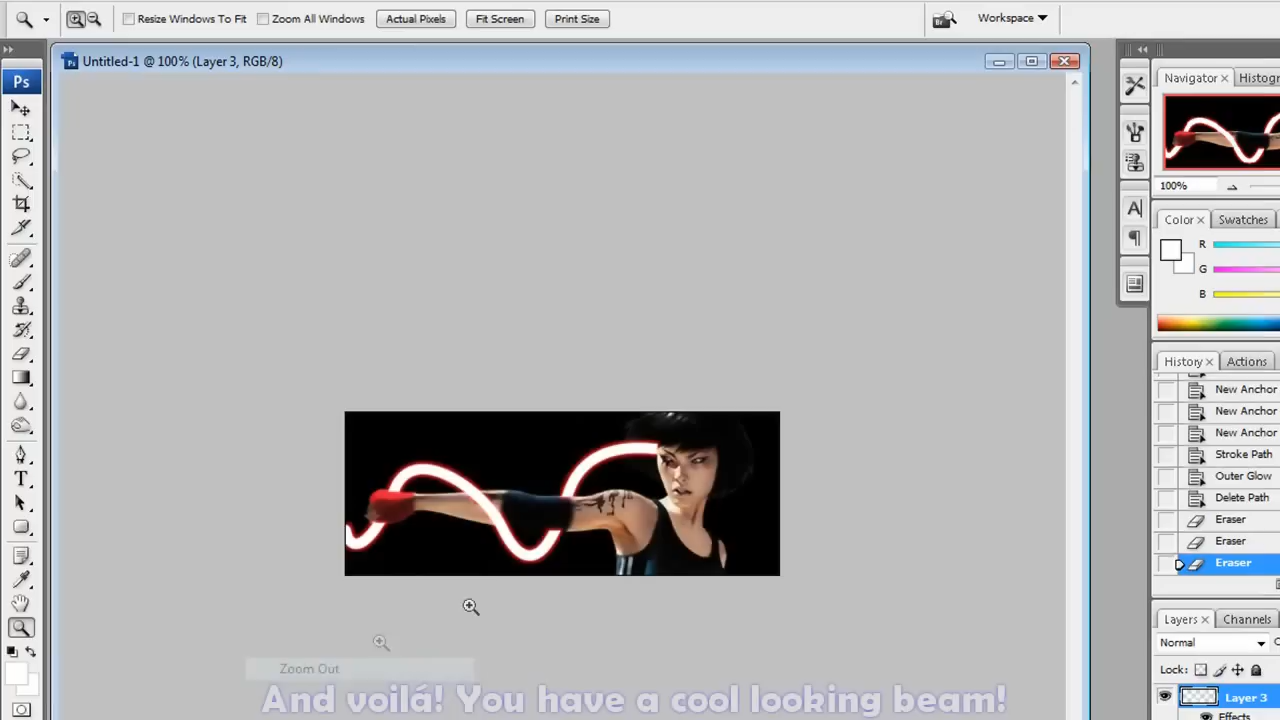 Resize Windows To Fit Zoom All Windows Actual Pixels Fit Screen Print Size Workspace
Untitled-1 @ 100% (Layer 3, RGB/8)
Ps
Navigator
100%
Color Swatches
R
G
B
History Actions
New Anchor
New Anchor
New Anchor
Stroke Path
Outer Glow
Delete Path
Eraser
Eraser
Eraser
Layers Channels
Normal
Lock:
Layer 3
Effects
Zoom Out
And voilá! You have a cool looking beam!